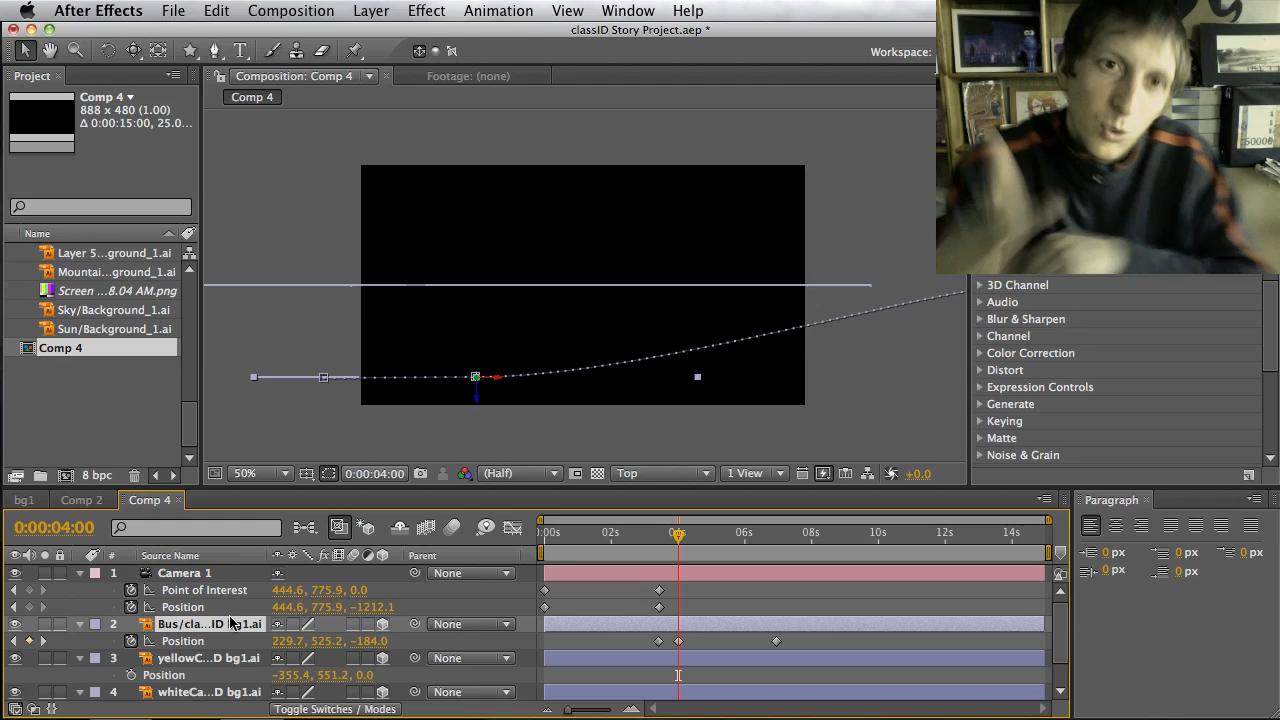 After Effects File Edit Composition Layer Effect Animation View Window Help
classID Story Project.aep *
Workspace:
Project
Composition: Comp 4
Footage: (none)
Comp 4
888 x 480 (1.00)
Δ 0:00:15:00, 25.0...
Comp 4
Name
Layer 5...ground_1.ai
Mountai...ground_1.ai
Screen ...8.04 AM.png
Sky/Background_1.ai
Sun/Background_1.ai
Comp 4
8 bpc
50%
0:00:04:00
(Half)
Top
1 View
+0.0
50000
3D Channel
Audio
Blur & Sharpen
Channel
Color Correction
Distort
Expression Controls
Generate
Keying
Matte
Noise & Grain
bg1 Comp 2 Comp 4
0:00:04:00
# Source Name Parent
1 Camera 1 None
Point of Interest 444.6, 775.9, 0.0
Position 444.6, 775.9, -1212.1
2 Bus/cla...ID bg1.ai None
Position 229.7, 525.2, -184.0
3 yellowC...D bg1.ai None
Position -355.4, 551.2, 0.0
4 whiteCa...D bg1.ai None
Toggle Switches / Modes
:00s 02s 06s 08s 10s 12s 14s
Paragraph
0 px 0 px 0 px
0 px 0 px